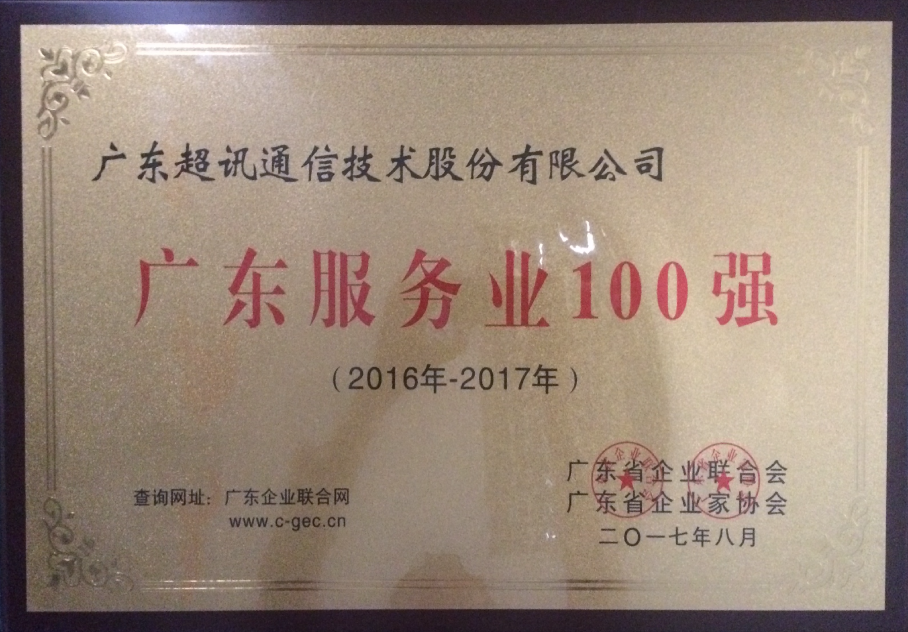 广东超讯通信技术股份有限公司
广东服务业100强
（2016年-2017年）
查询网址：广东企业联合网
www.c-gec.cn
广东省企业联合会
广东省企业家协会
二〇一七年八月